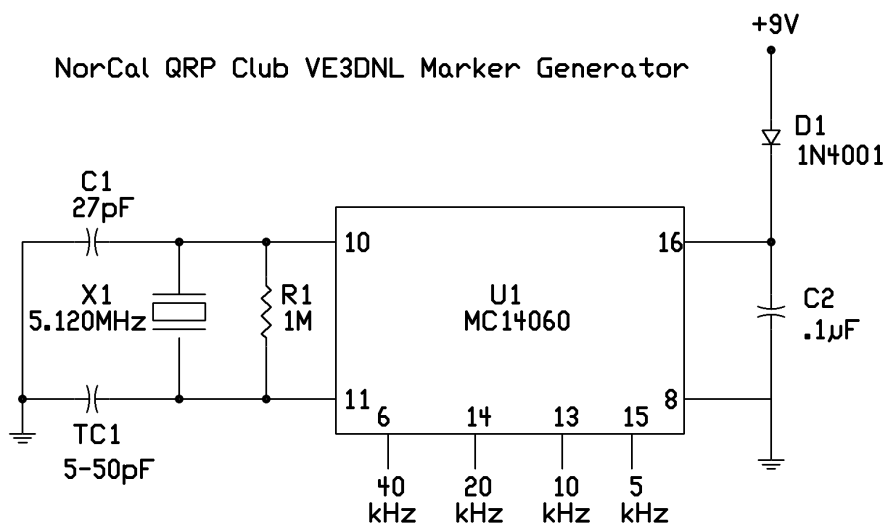 +9V
NorCal QRP Club VE3DNL Marker Generator
D1
1N4001
C1
27pF
10
16
X1
5.120MHz
R1
1M
U1
MC14060
C2
.1µF
11
8
6
14
13
15
TC1
5-50pF
40
kHz
20
kHz
10
kHz
5
kHz